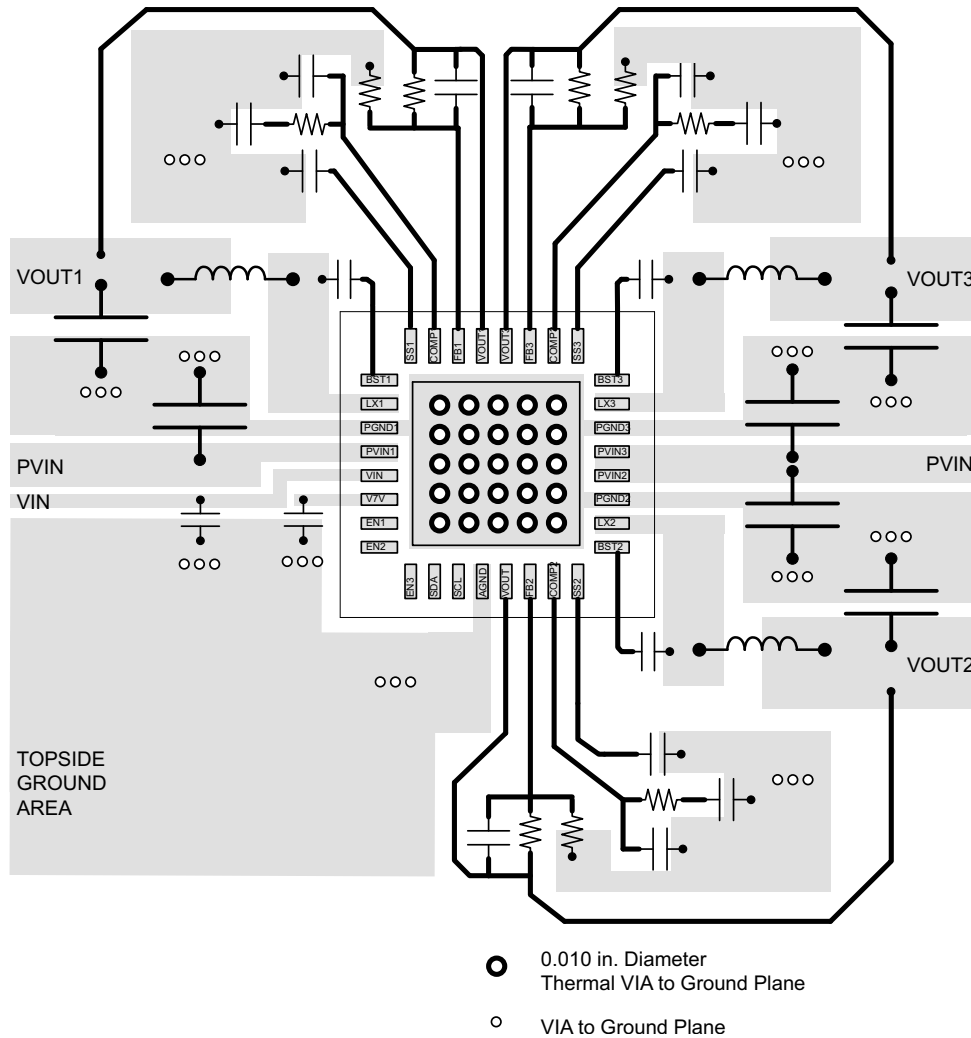 VOUT1
VOUT3
SS1
COMP1
FB1
VOUT1
VOUT3
FB3
COMP3
SS3
BST1
LX1
PGND1
PVIN1
VIN
V7V
EN1
EN2
BST3
LX3
PGND3
PVIN3
PVIN2
PGND2
LX2
BST2
PVIN
PVIN
VIN
EN3
SDA
SCL
AGND
VOUT
FB2
COMP2
SS2
VOUT2
TOPSIDE
GROUND
AREA
0.010 in. Diameter
Thermal VIA to Ground Plane
VIA to Ground Plane